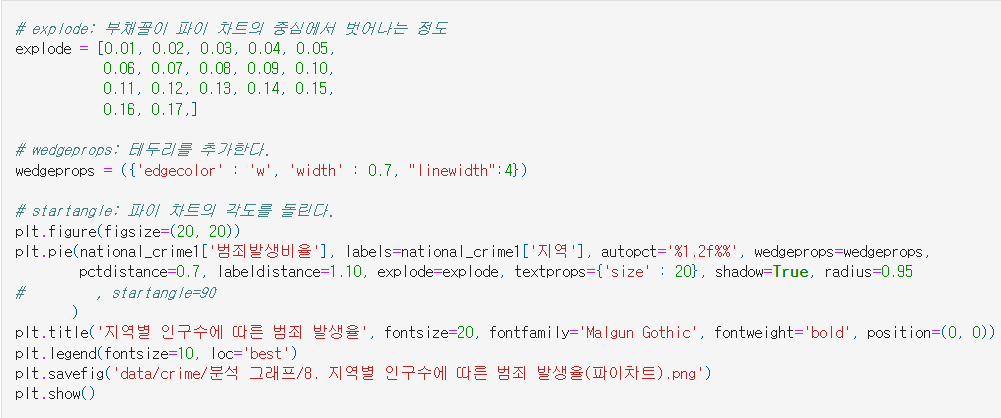 # explode: 부채꼴이 파이 차트의 중심에서 벗어나는 정도
explode = [0.01, 0.02, 0.03, 0.04, 0.05,
           0.06, 0.07, 0.08, 0.09, 0.10,
           0.11, 0.12, 0.13, 0.14, 0.15,
           0.16, 0.17,]

# wedgeprops: 테두리를 추가한다.
wedgeprops = ({'edgecolor' : 'w', 'width' : 0.7, "linewidth":4})

# startangle: 파이 차트의 각도를 돌린다.
plt.figure(figsize=(20, 20))
plt.pie(national_crime1['범죄발생비율'], labels=national_crime1['지역'], autopct='%1.2f%%', wedgeprops=wedgeprops,
        pctdistance=0.7, labeldistance=1.10, explode=explode, textprops={'size' : 20}, shadow=True, radius=0.95
#         , startangle=90
       )
plt.title('지역별 인구수에 따른 범죄 발생율', fontsize=20, fontfamily='Malgun Gothic', fontweight='bold', position=(0, 0))
plt.legend(fontsize=10, loc='best')
plt.savefig('data/crime/분석 그래프/8. 지역별 인구수에 따른 범죄 발생율(파이차트).png')
plt.show()